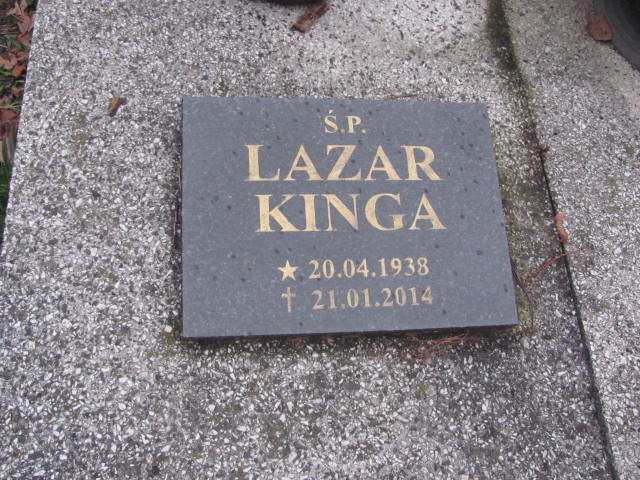 Ś.P.
LAZAR
KINGA
★ 20.04.1938
† 21.01.2014